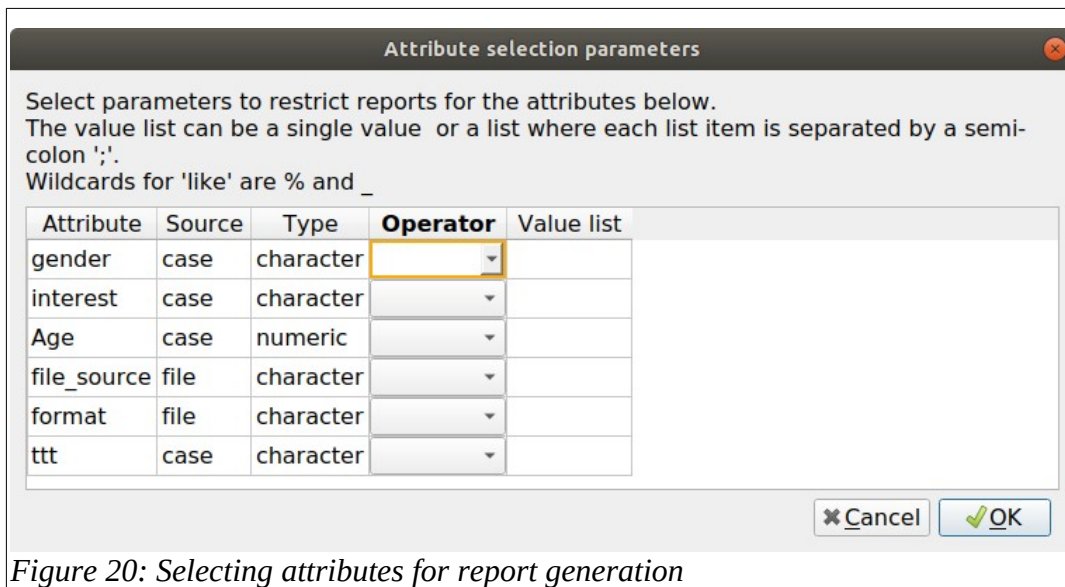 Attribute selection parameters
Select parameters to restrict reports for the attributes below.
The value list can be a single value  or a list where each list item is separated by a semi-
colon ';'.
Wildcards for 'like' are % and _
Attribute Source Type Operator Value list
gender case character
interest case character
Age case numeric
file_source file character
format file character
ttt case character
Cancel OK
Figure 20: Selecting attributes for report generation